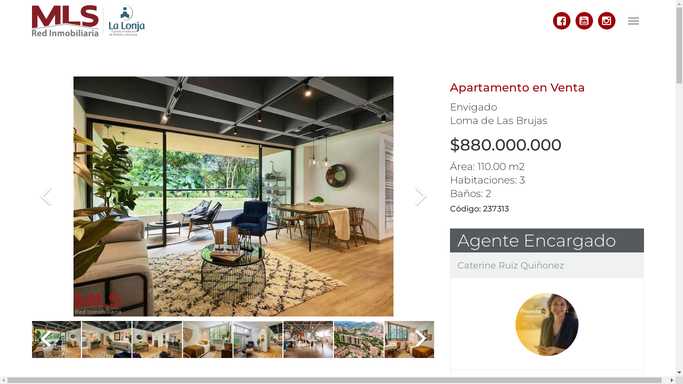 MLS
Red Inmobiliaria
La Lonja
Apartamento en Venta
Envigado
Loma de Las Brujas
$880.000.000
Área: 110.00 m2
Habitaciones: 3
Baños: 2
Código: 237313
Agente Encargado
Caterine Ruiz Quiñonez
MLS
Red Inmobiliaria